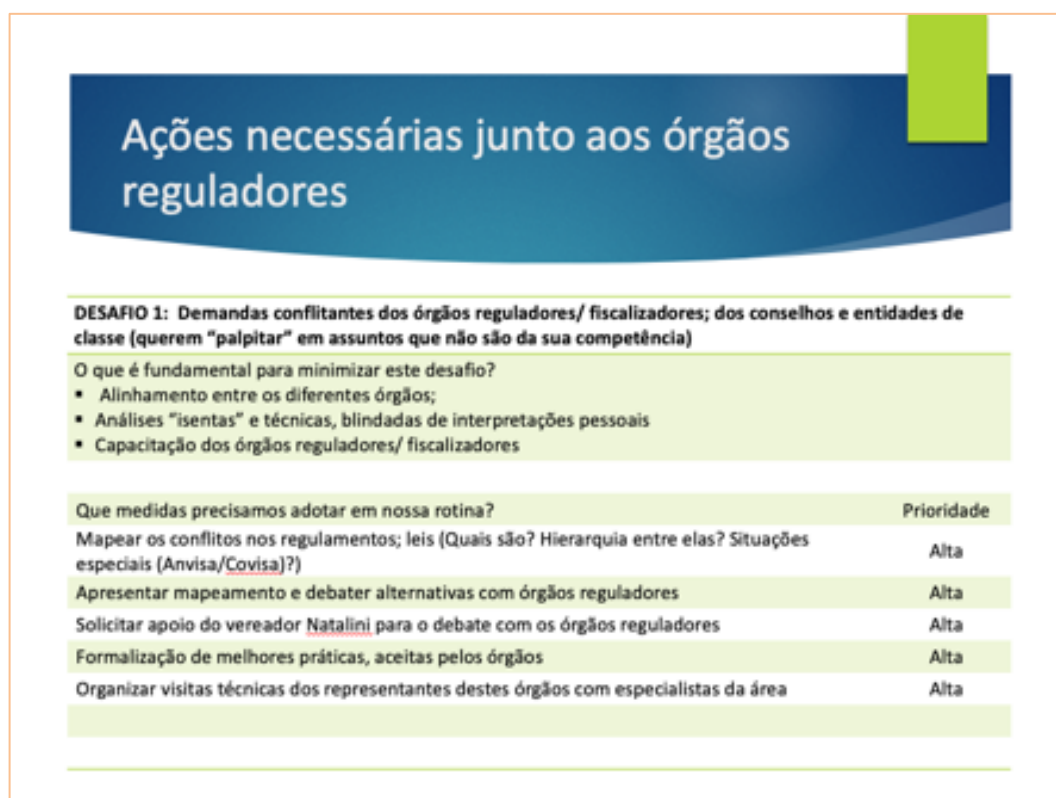 Ações necessárias junto aos órgãos
reguladores
DESAFIO 1: Demandas conflitantes dos órgãos reguladores/ fiscalizadores; dos conselhos e entidades de
classe (querem “palpitar” em assuntos que não são da sua competência)
O que é fundamental para minimizar este desafio?
▪ Alinhamento entre os diferentes órgãos;
▪ Análises “isentas” e técnicas, blindadas de interpretações pessoais
▪ Capacitação dos órgãos reguladores/ fiscalizadores
Que medidas precisamos adotar em nossa rotina? Prioridade
Mapear os conflitos nos regulamentos; leis (Quais são? Hierarquia entre elas? Situações
especiais (Anvisa/Covisa)?) Alta
Apresentar mapeamento e debater alternativas com órgãos reguladores Alta
Solicitar apoio do vereador Natalini para o debate com os órgãos reguladores Alta
Formalização de melhores práticas, aceitas pelos órgãos Alta
Organizar visitas técnicas dos representantes destes órgãos com especialistas da área Alta